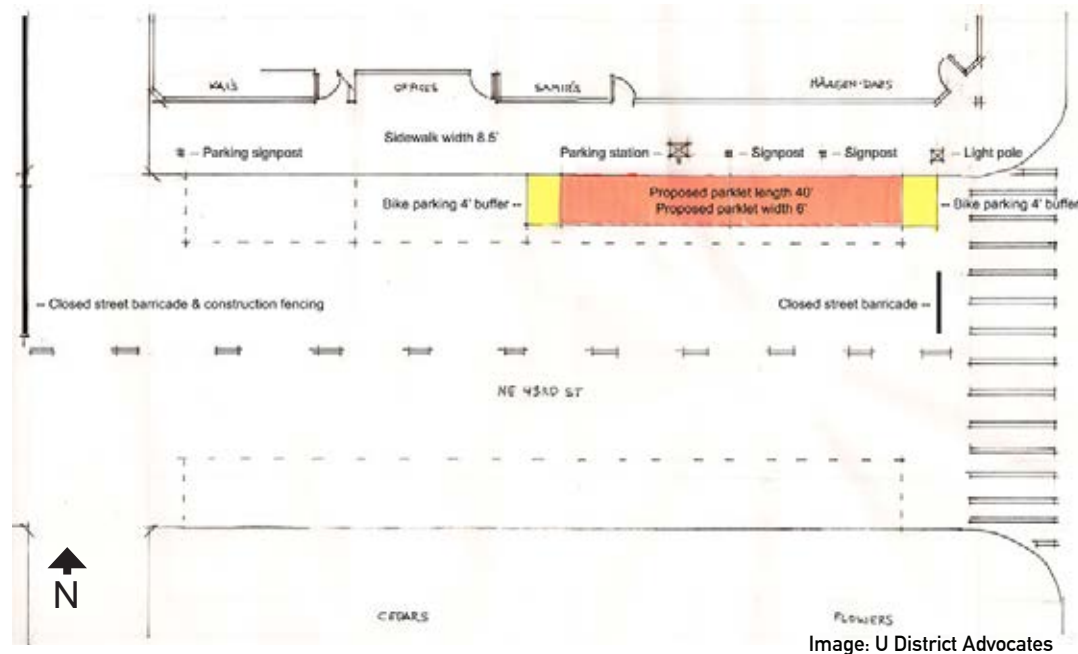 KAI'S
OFFICES
SAMIR'S
HÄAGEN-DAZS
Sidewalk width 8.5'
-- Parking signpost
Parking station --
-- Signpost
-- Signpost
-- Light pole
Proposed parklet length 40'
Proposed parklet width 6'
Bike parking 4' buffer --
-- Bike parking 4' buffer
-- Closed street barricade & construction fencing
Closed street barricade --
NE 43RD ST
N
CEDARS
FLOWERS
Image: U District Advocates